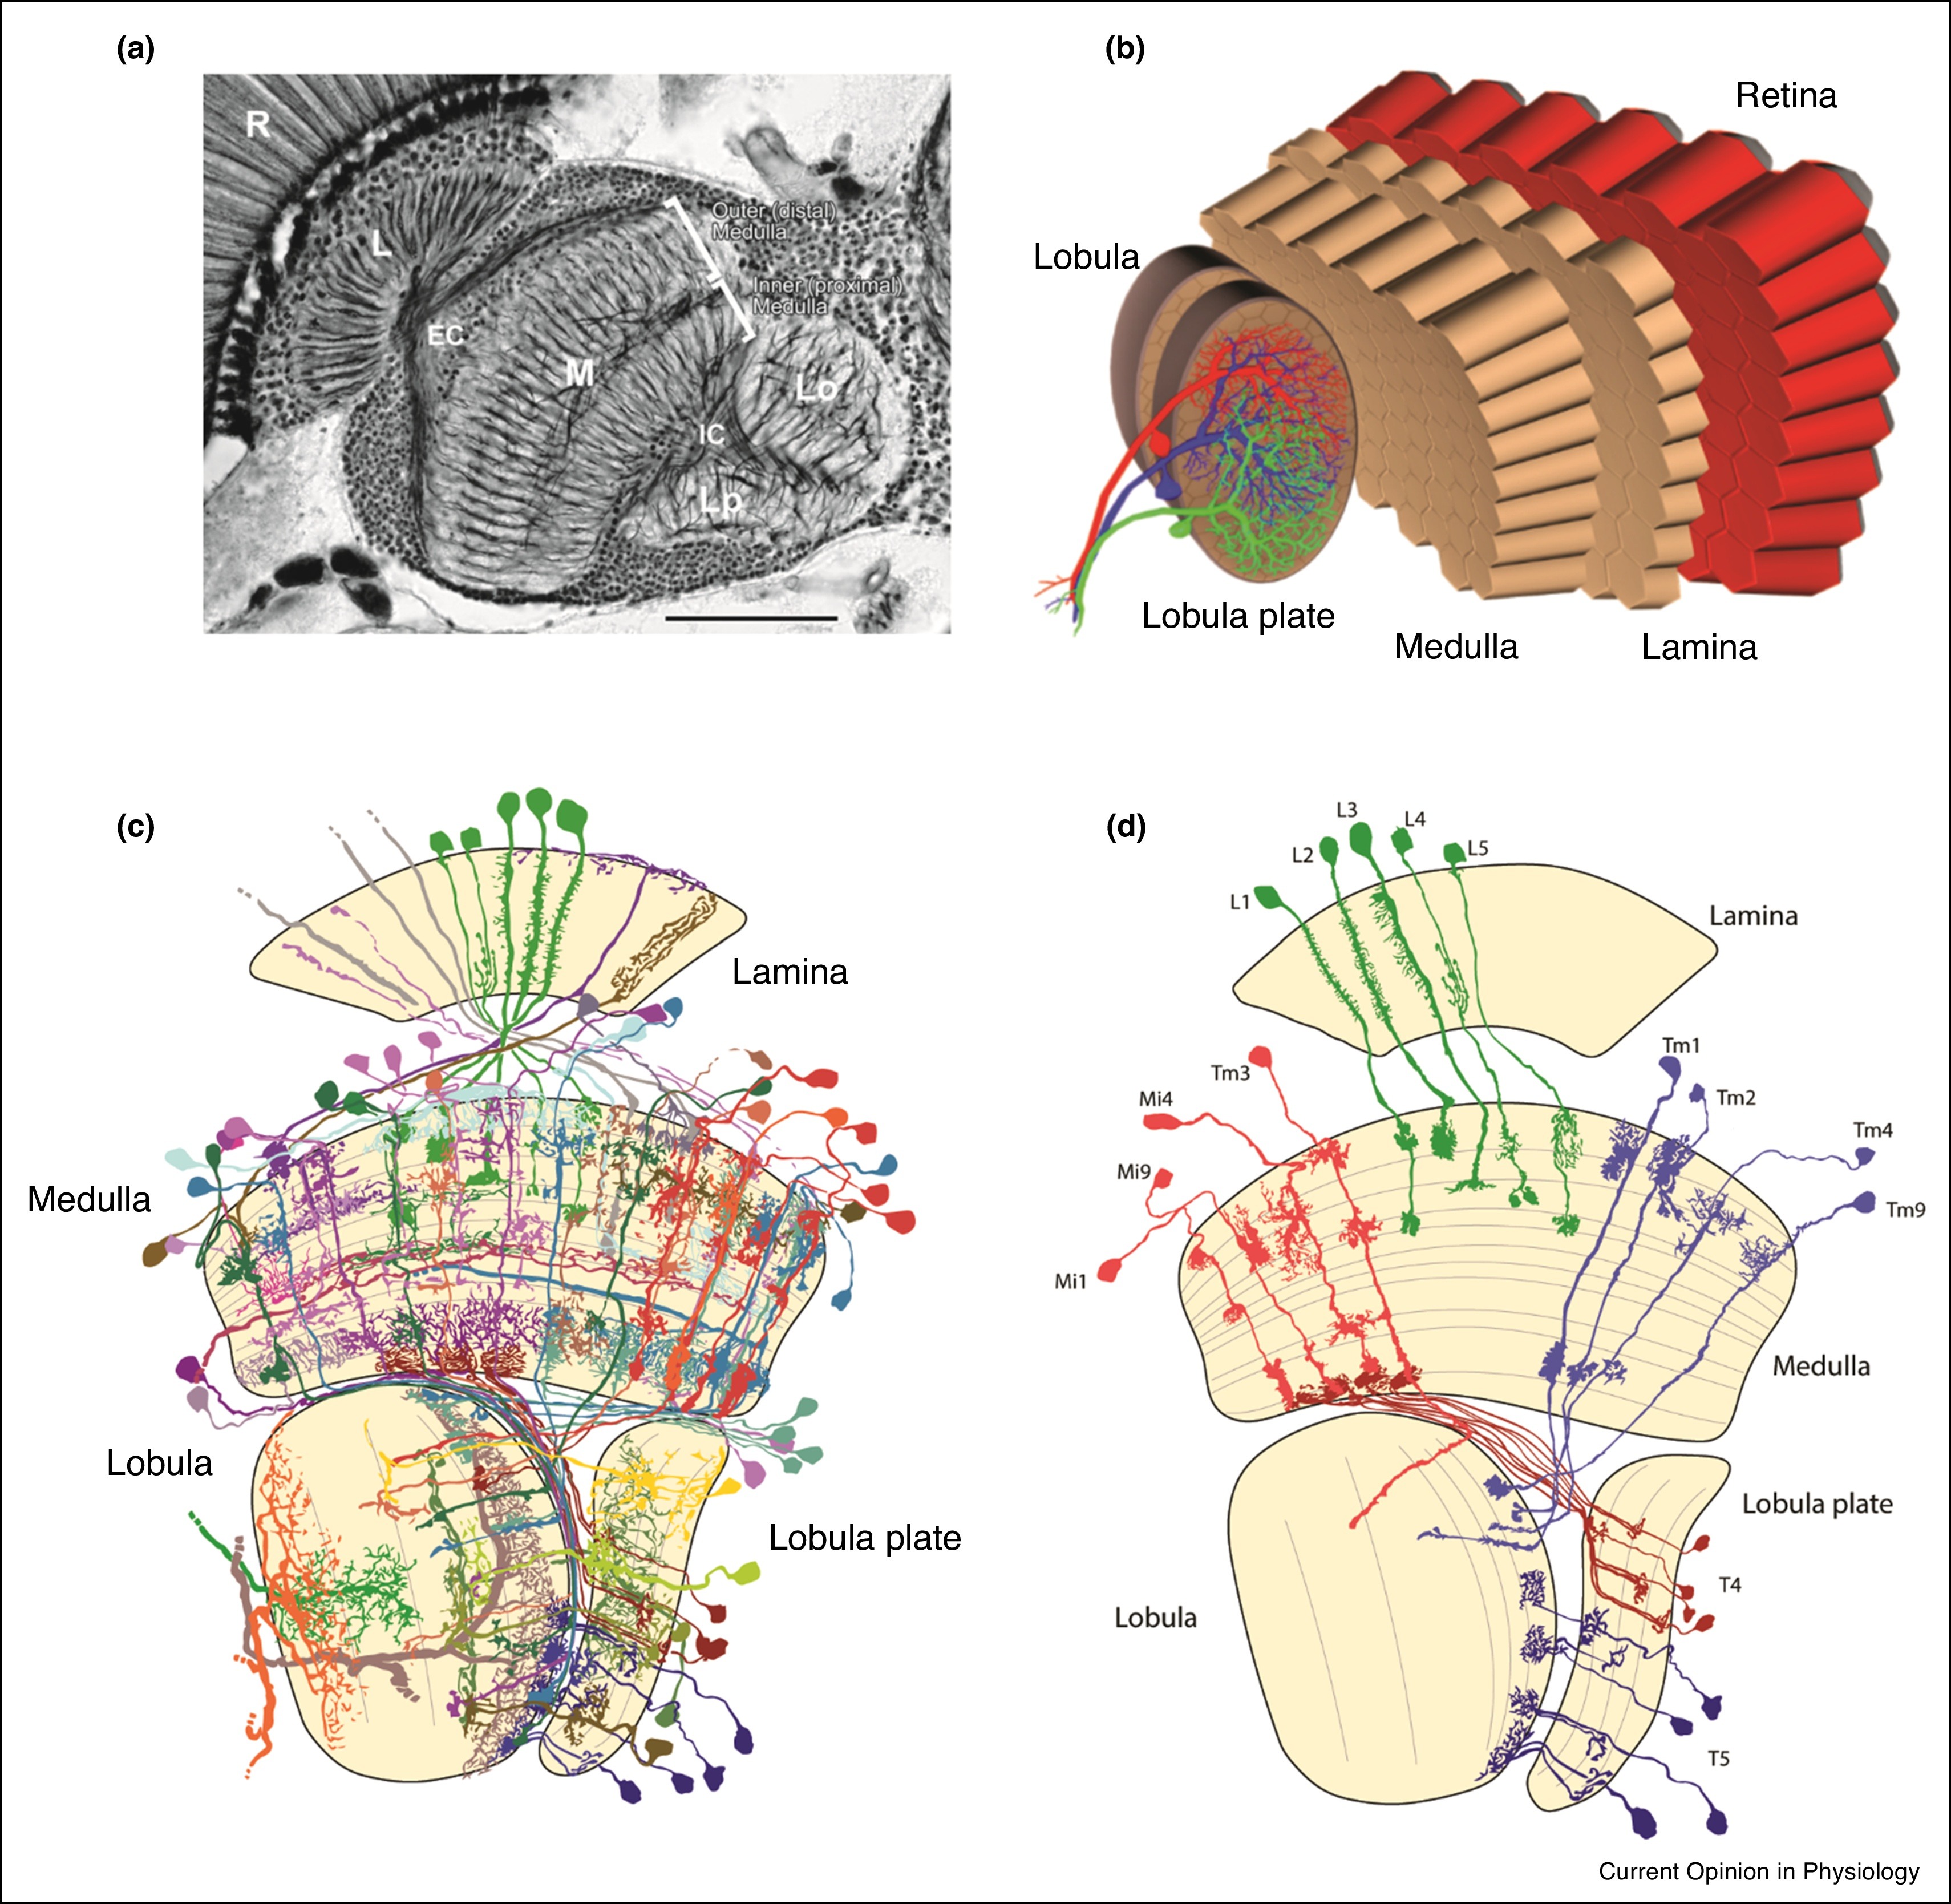 (a)
R
L
EC
M
Outer (distal)
Medulla
Inner (proximal)
Medulla
Lo
IC
Lp
(b)
Retina
Lobula
Lobula plate
Medulla
Lamina
(c)
Lamina
Medulla
Lobula
Lobula plate
(d)
L3
L4
L2
L5
L1
Lamina
Tm1
Tm3
Tm2
Mi4
Tm4
Mi9
Tm9
Mi1
Medulla
Lobula plate
T4
Lobula
T5
Current Opinion in Physiology